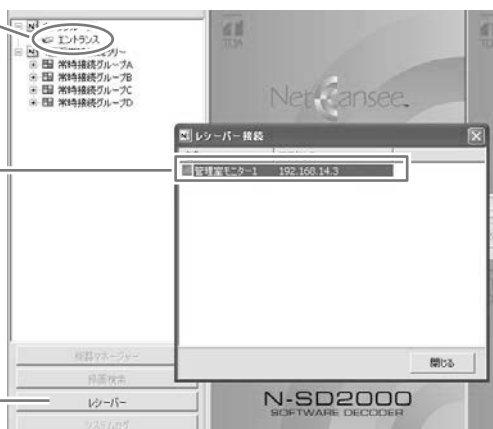 エントランス
常時接続グループA
常時接続グループB
常時接続グループC
常時接続グループD
TOA
NetCansee
レシーバー接続
管理室モニター1 192.168.14.3
閉じる
機器マネージャー
録画検索
レシーバー
システムログ
N-SD2000
SOFTWARE DECODER